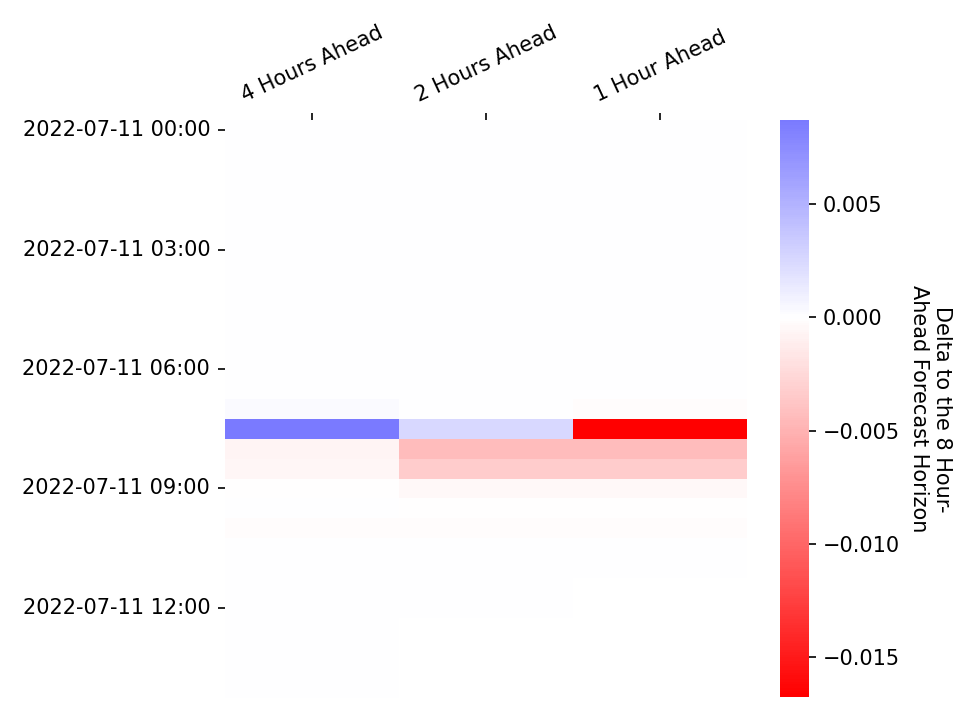 4 Hours Ahead
2 Hours Ahead
1 Hour Ahead
2022-07-11 00:00
2022-07-11 03:00
2022-07-11 06:00
2022-07-11 09:00
2022-07-11 12:00
0.005
0.000
−0.005
−0.010
−0.015
Delta to the 8 Hour-
Ahead Forecast Horizon